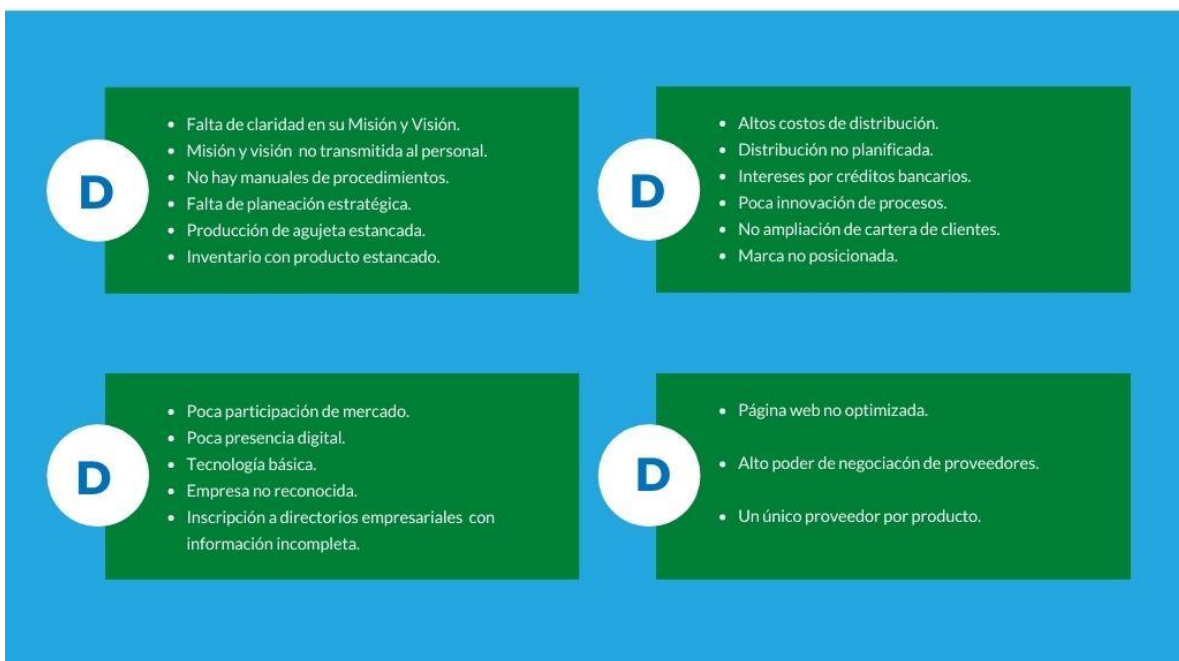 D
• Falta de claridad en su Misión y Visión.
• Misión y visión no transmitida al personal.
• No hay manuales de procedimientos.
• Falta de planeación estratégica.
• Producción de agujeta estancada.
• Inventario con producto estancado.
D
• Altos costos de distribución.
• Distribución no planificada.
• Intereses por créditos bancarios.
• Poca innovación de procesos.
• No ampliación de cartera de clientes.
• Marca no posicionada.
D
• Poca participación de mercado.
• Poca presencia digital.
• Tecnología básica.
• Empresa no reconocida.
• Inscripción a directorios empresariales con
información incompleta.
D
• Página web no optimizada.
• Alto poder de negociacón de proveedores.
• Un único proveedor por producto.